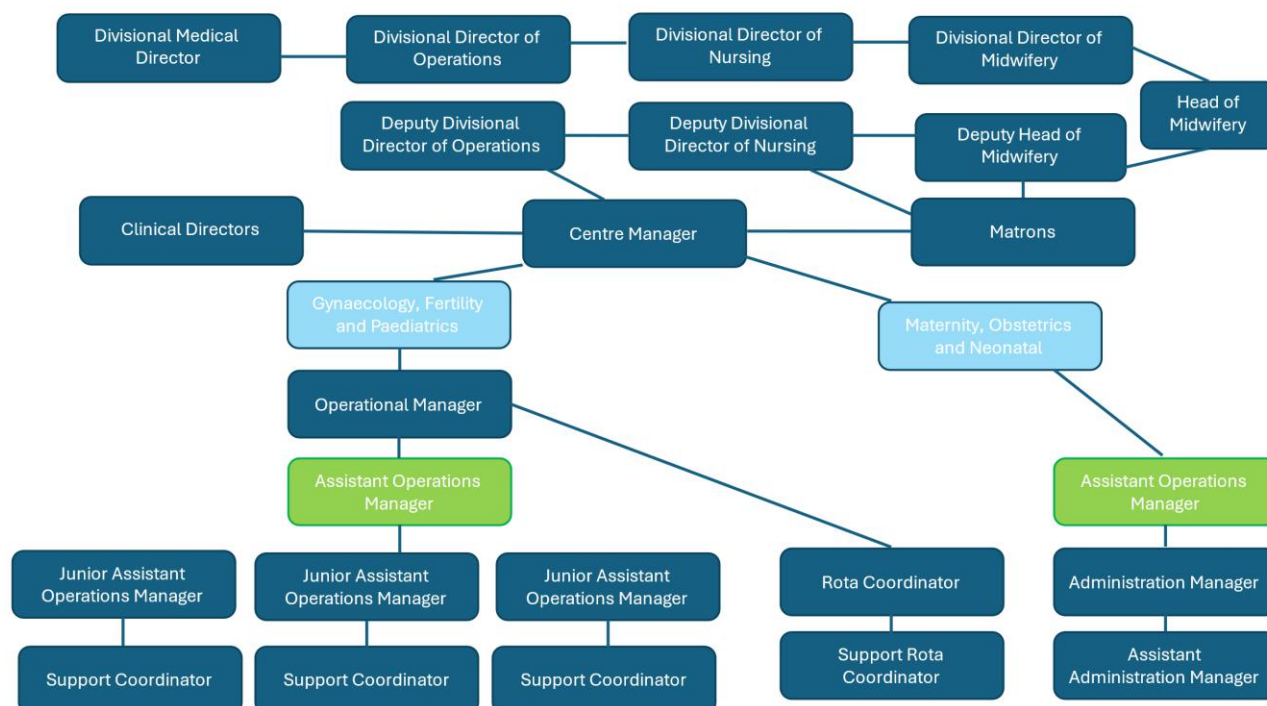 Divisional Medical
Director
Divisional Director of
Operations
Divisional Director of
Nursing
Divisional Director of
Midwifery
Head of
Midwifery
Deputy Divisional
Director of Operations
Deputy Divisional
Director of Nursing
Deputy Head of
Midwifery
Clinical Directors
Centre Manager
Matrons
Gynaecology, Fertility
and Paediatrics
Maternity, Obstetrics
and Neonatal
Operational Manager
Assistant Operations
Manager
Assistant Operations
Manager
Junior Assistant
Operations Manager
Junior Assistant
Operations Manager
Junior Assistant
Operations Manager
Rota Coordinator
Administration Manager
Support Coordinator
Support Coordinator
Support Coordinator
Support Rota
Coordinator
Assistant
Administration Manager